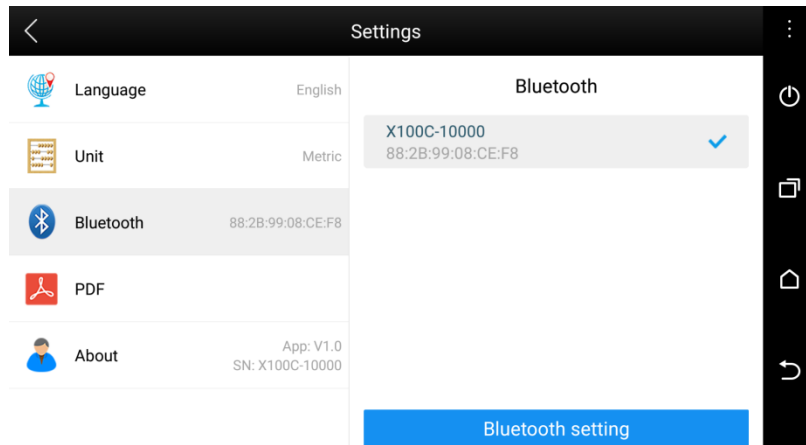 Settings
Language
English
Unit
Metric
Bluetooth
88:2B:99:08:CE:F8
PDF
About
App: V1.0
SN: X100C-10000
Bluetooth
X100C-10000
88:2B:99:08:CE:F8
Bluetooth setting